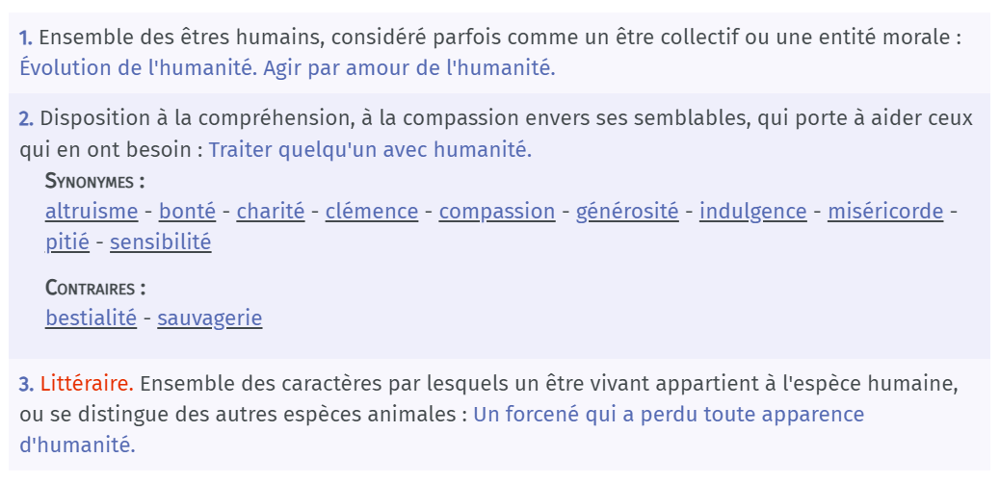 1. Ensemble des êtres humains, considéré parfois comme un être collectif ou une entité morale :
Évolution de l'humanité. Agir par amour de l'humanité.
2. Disposition à la compréhension, à la compassion envers ses semblables, qui porte à aider ceux
qui en ont besoin : Traiter quelqu'un avec humanité.
Synonymes :
altruisme - bonté - charité - clémence - compassion - générosité - indulgence - miséricorde -
pitié - sensibilité
Contraires :
bestialité - sauvagerie
3. Littéraire. Ensemble des caractères par lesquels un être vivant appartient à l'espèce humaine,
ou se distingue des autres espèces animales : Un forcené qui a perdu toute apparence
d'humanité.